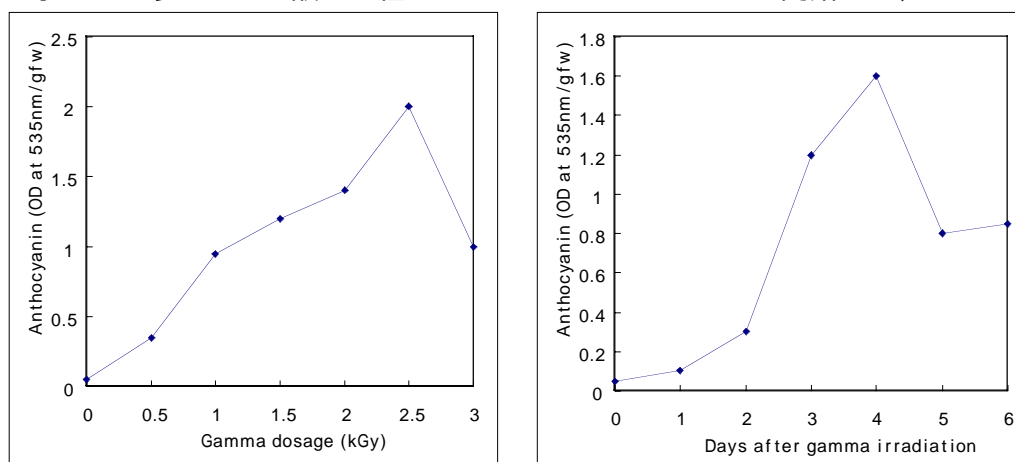 Anthocyanin (OD at 535nm/gfw)
2.5
2
1.5
1
0.5
0
0 0.5 1 1.5 2 2.5 3
Gamma dosage (kGy)
Anthocyanin (OD at 535nm/gfw)
1.8
1.6
1.4
1.2
1
0.8
0.6
0.4
0.2
0
0 1 2 3 4 5 6
Days after gamma irradiation